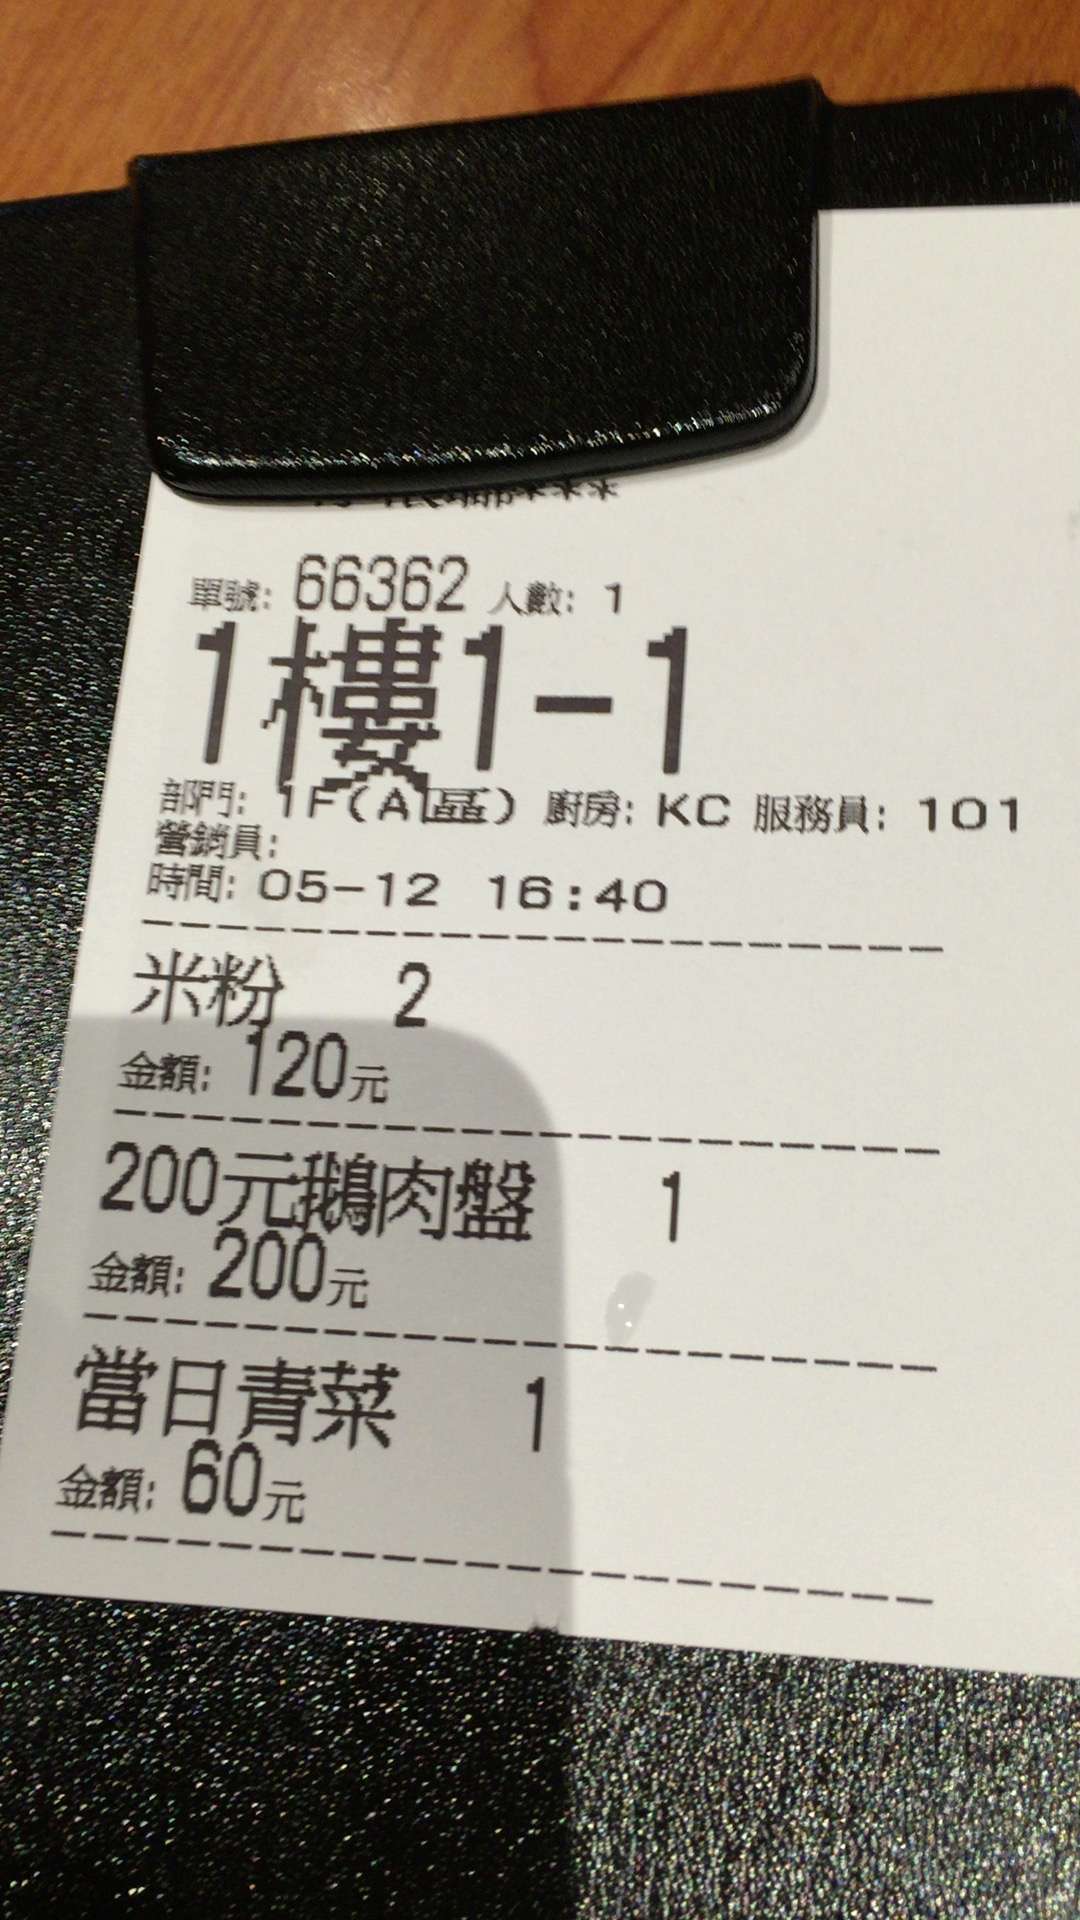 ***
單號: 66362 人數: 1
1樓1-1
部門: 1F(A區) 廚房: KC 服務員: 101
營銷員:
時間: 05-12 16:40
米粉 2
金額: 120元
200元鵝肉盤 1
金額: 200元
當日青菜 1
金額: 60元